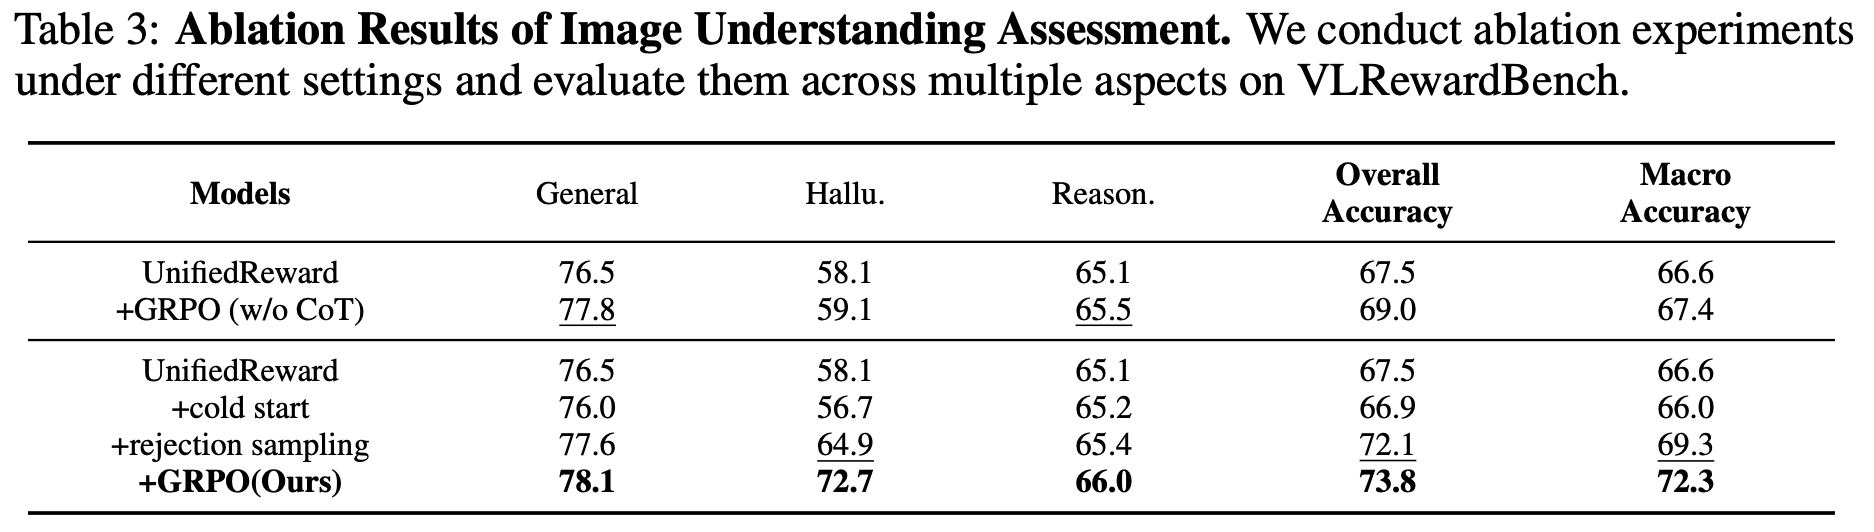 Table 3: Ablation Results of Image Understanding Assessment. We conduct ablation experiments
under different settings and evaluate them across multiple aspects on VLRewardBench.
Models General Hallu. Reason. Overall Accuracy Macro Accuracy
UnifiedReward 76.5 58.1 65.1 67.5 66.6
+GRPO (w/o CoT) 77.8 59.1 65.5 69.0 67.4
UnifiedReward 76.5 58.1 65.1 67.5 66.6
+cold start 76.0 56.7 65.2 66.9 66.0
+rejection sampling 77.6 64.9 65.4 72.1 69.3
+GRPO(Ours) 78.1 72.7 66.0 73.8 72.3